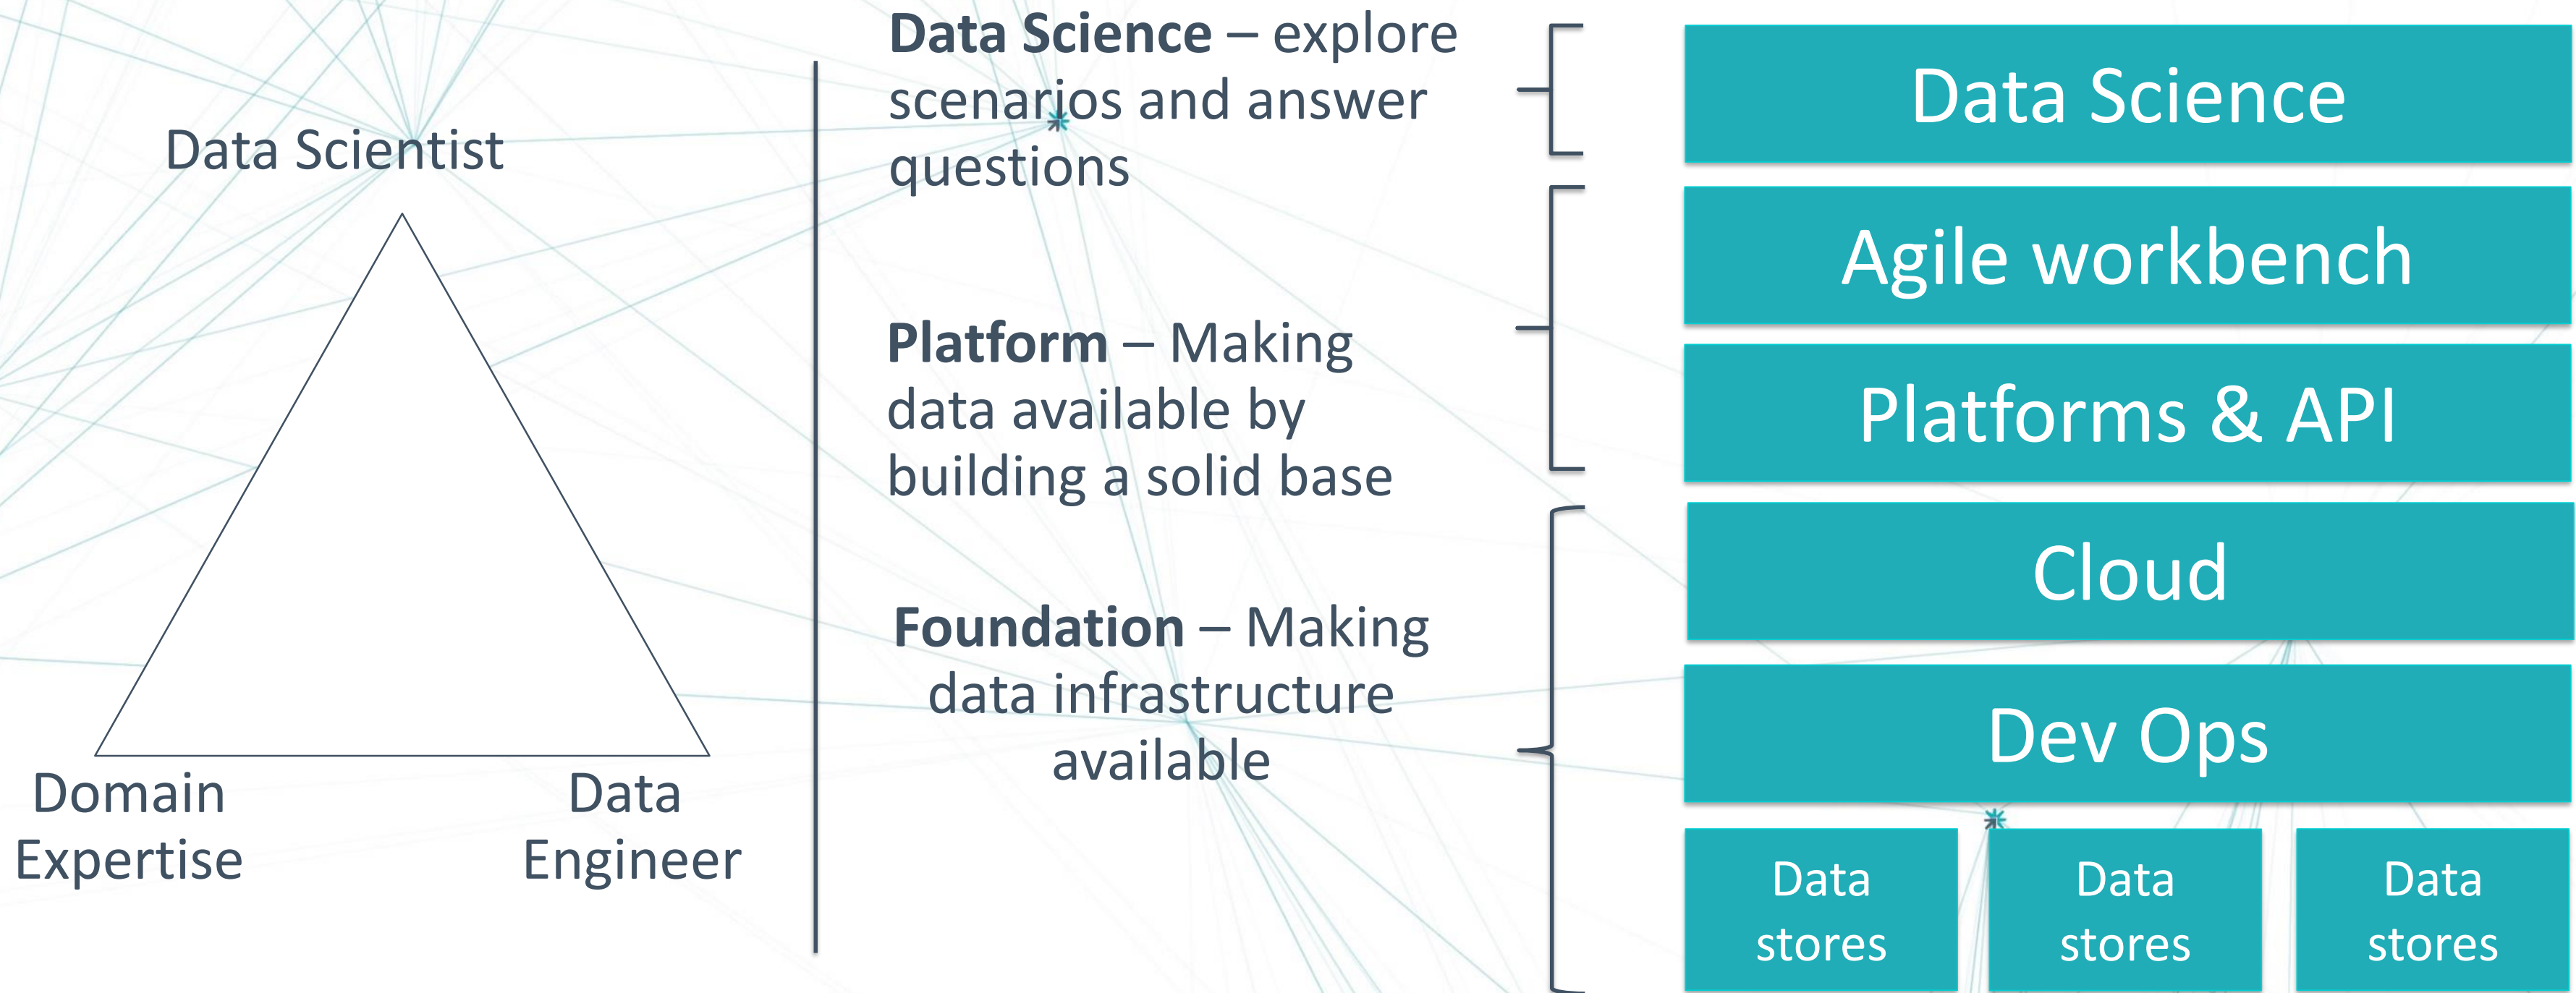 Data Scientist
Domain
Expertise
Data
Engineer
Data Science – explore
scenarios and answer
questions
Platform – Making
data available by
building a solid base
Foundation – Making
data infrastructure
available
Data Science
Agile workbench
Platforms & API
Cloud
Dev Ops
Data
stores
Data
stores
Data
stores